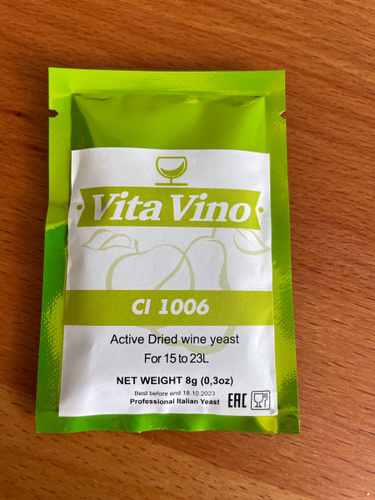 Vita Vino
CI 1006
Active Dried wine yeast
For 15 to 23L
NET WEIGHT 8g (0,3oz)
Best before end 18.10.2023
Professional Italian Yeast
EAC